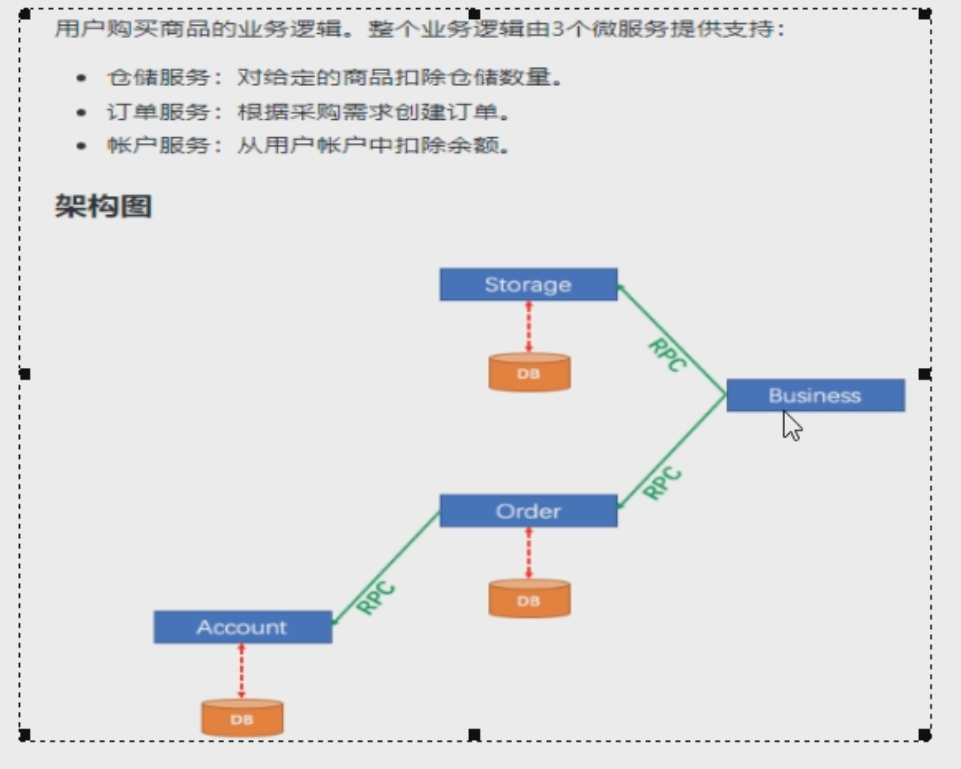 用户购买商品的业务逻辑。整个业务逻辑由3个微服务提供支持：
• 仓储服务：对给定的商品扣除仓储数量。
• 订单服务：根据采购需求创建订单。
• 帐户服务：从用户帐户中扣除余额。
架构图
Storage
RPC
DB
Business
RPC
Order
RPC
DB
Account
DB